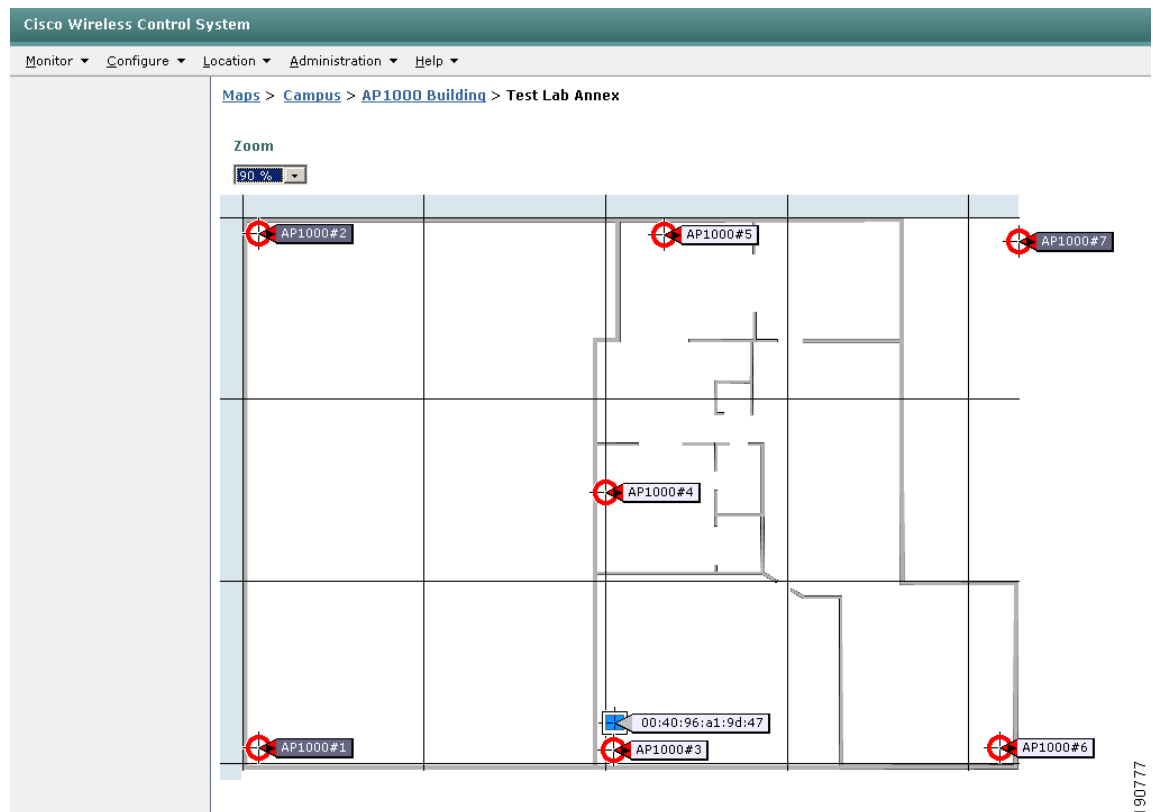 Cisco Wireless Control System
Monitor Configure Location Administration Help
Maps > Campus > AP1000 Building > Test Lab Annex
Zoom
90 %
AP1000#2
AP1000#5
AP1000#7
AP1000#4
00:40:96:a1:9d:47
AP1000#1
AP1000#3
AP1000#6
190777